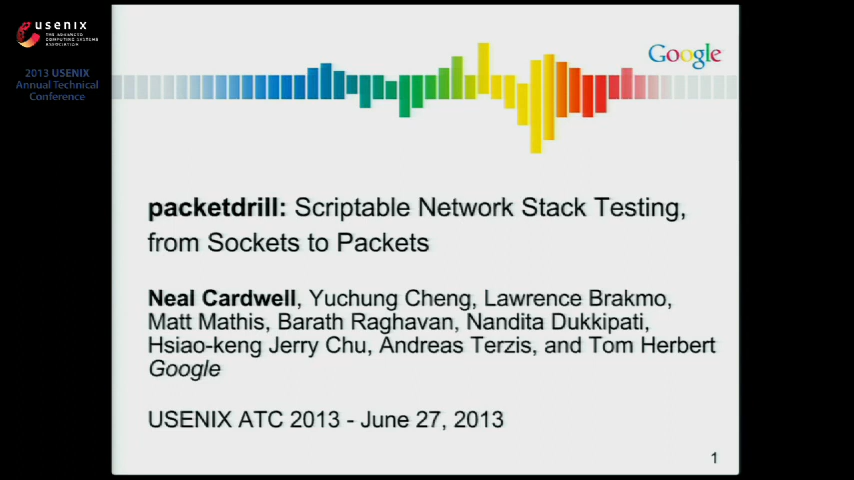 usenix
THE ADVANCED
COMPUTING SYSTEMS
ASSOCIATION
2013 USENIX
Annual Technical
Conference
Google
packetdrill: Scriptable Network Stack Testing,
from Sockets to Packets
Neal Cardwell, Yuchung Cheng, Lawrence Brakmo,
Matt Mathis, Barath Raghavan, Nandita Dukkipati,
Hsiao-keng Jerry Chu, Andreas Terzis, and Tom Herbert
Google
USENIX ATC 2013 - June 27, 2013
1